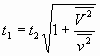 t₁ = t₂√(1 + V̅²/v²)